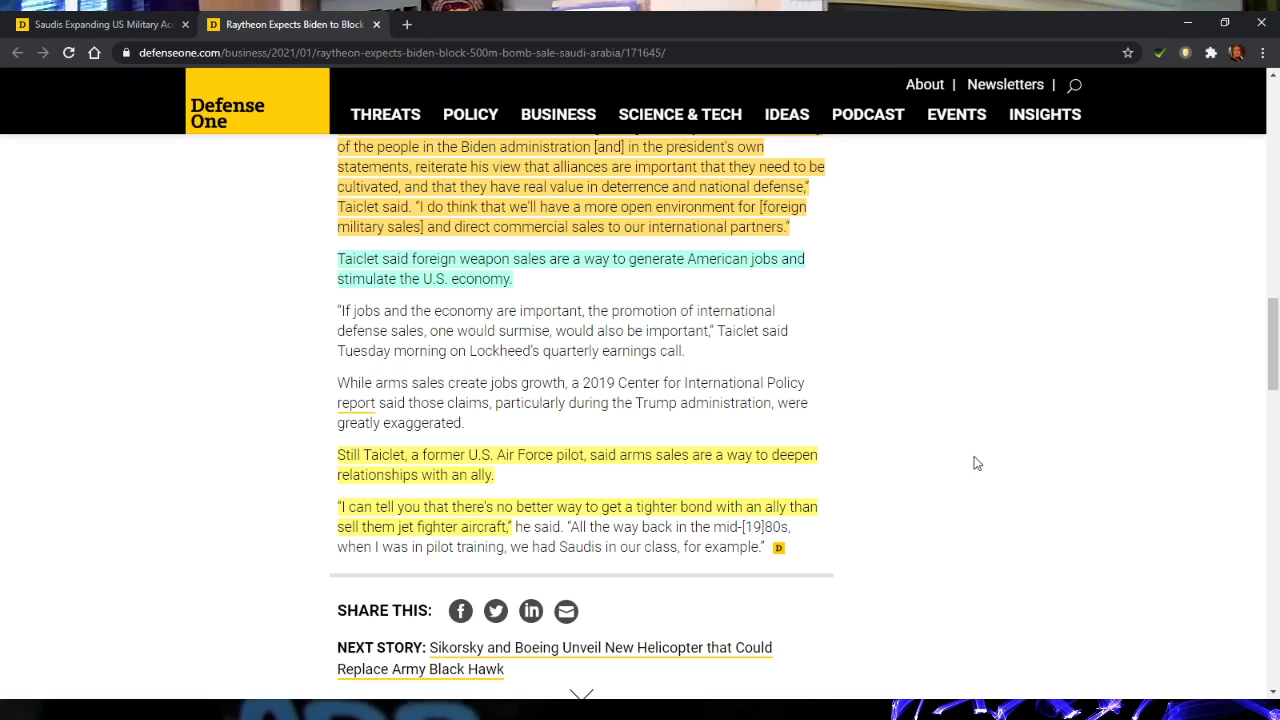 Saudis Expanding US Military Acc
Raytheon Expects Biden to Block
defenseone.com/business/2021/01/raytheon-expects-biden-block-500m-bomb-sale-saudi-arabia/171645/
About |
Newsletters |
Defense
One
THREATS
POLICY
BUSINESS
SCIENCE & TECH
IDEAS
PODCAST
EVENTS
INSIGHTS
of the people in the Biden administration [and] in the president's own
statements, reiterate his view that alliances are important that they need to be
cultivated, and that they have real value in deterrence and national defense,”
Taiclet said. “I do think that we'll have a more open environment for [foreign
military sales] and direct commercial sales to our international partners.”
Taiclet said foreign weapon sales are a way to generate American jobs and
stimulate the U.S. economy.
“If jobs and the economy are important, the promotion of international
defense sales, one would surmise, would also be important,” Taiclet said
Tuesday morning on Lockheed’s quarterly earnings call.
While arms sales create jobs growth, a 2019 Center for International Policy
report said those claims, particularly during the Trump administration, were
greatly exaggerated.
Still Taiclet, a former U.S. Air Force pilot, said arms sales are a way to deepen
relationships with an ally.
“I can tell you that there's no better way to get a tighter bond with an ally than
sell them jet fighter aircraft,” he said. “All the way back in the mid-[19]80s,
when I was in pilot training, we had Saudis in our class, for example.” D
SHARE THIS:
NEXT STORY: Sikorsky and Boeing Unveil New Helicopter that Could
Replace Army Black Hawk